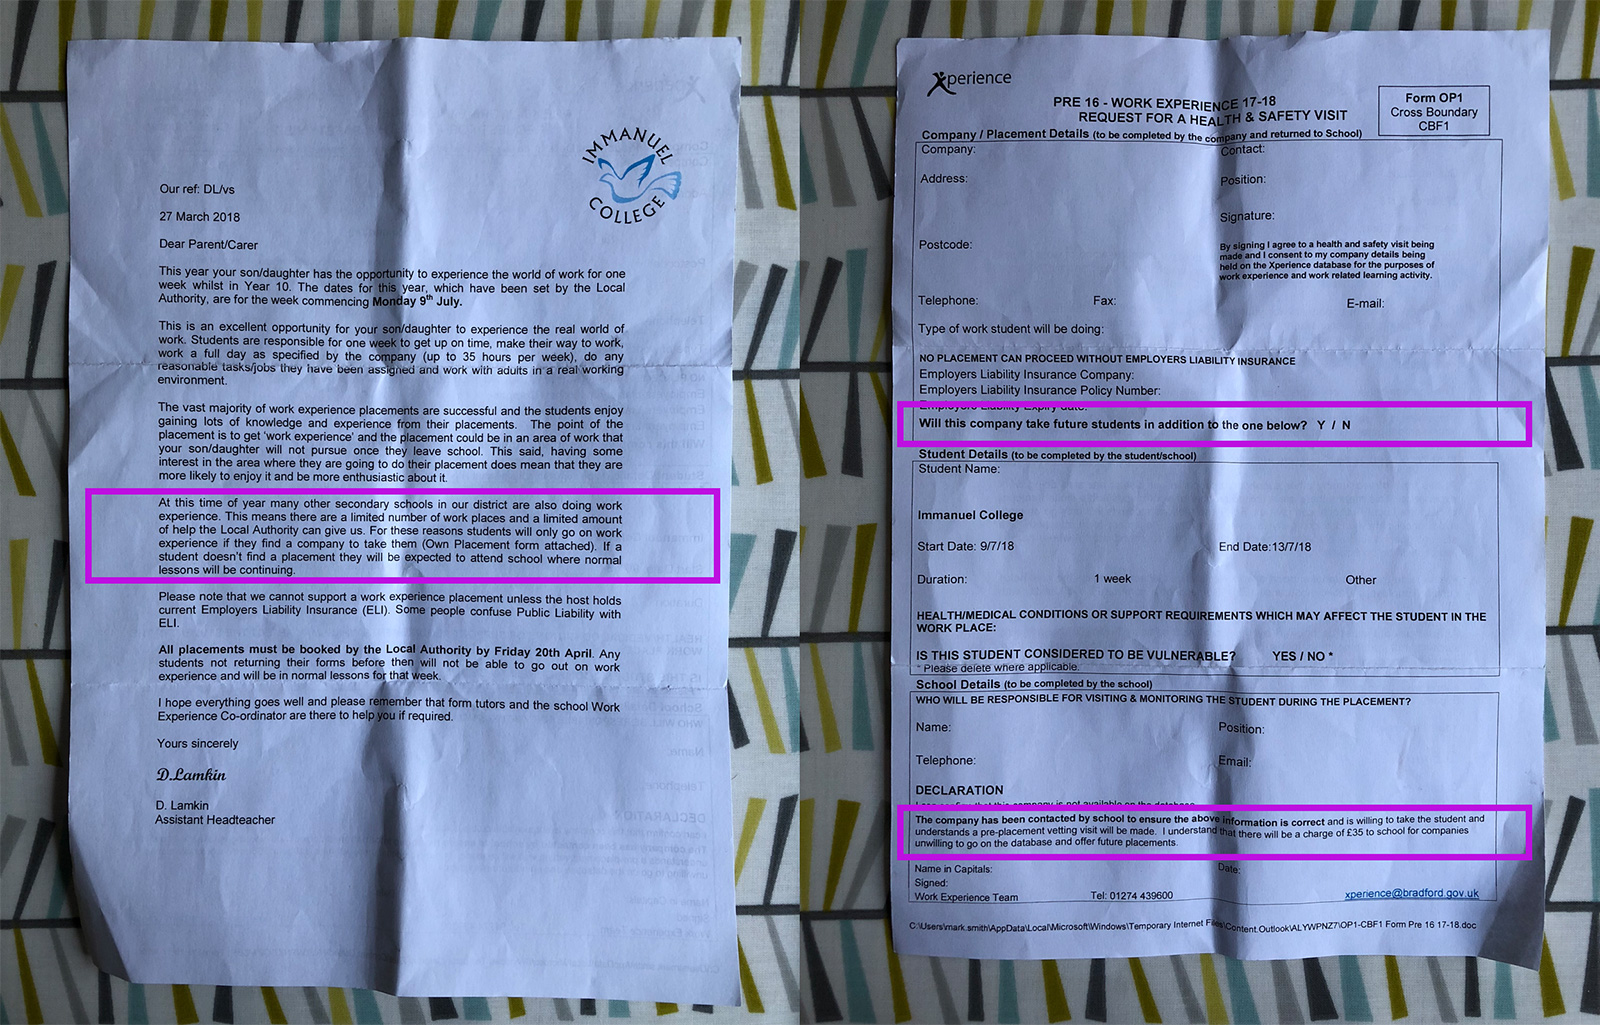 IMMANUEL
COLLEGE
Our ref: DL/vs
27 March 2018
Dear Parent/Carer
This year your son/daughter has the opportunity to experience the world of work for one
week whilst in Year 10. The dates for this year, which have been set by the Local
Authority, are for the week commencing Monday 9th July.
This is an excellent opportunity for your son/daughter to experience the real world of
work. Students are responsible for one week to get up on time, make their way to work,
work a full day as specified by the company (up to 35 hours per week), do any
reasonable tasks/jobs they have been assigned and work with adults in a real working
environment.
The vast majority of work experience placements are successful and the students enjoy
gaining lots of knowledge and experience from their placements. The point of the
placement is to get 'work experience' and the placement could be in an area of work that
your son/daughter will not pursue once they leave school. This said, having some
interest in the area where they are going to do their placement does mean that they are
more likely to enjoy it and be more enthusiastic about it.
At this time of year many other secondary schools in our district are also doing work
experience. This means there are a limited number of work places and a limited amount
of help the Local Authority can give us. For these reasons students will only go on work
experience if they find a company to take them (Own Placement form attached). If a
student doesn't find a placement they will be expected to attend school where normal
lessons will be continuing.
Please note that we cannot support a work experience placement unless the host holds
current Employers Liability Insurance (ELI). Some people confuse Public Liability with
ELI.
All placements must be booked by the Local Authority by Friday 20th April. Any
students not returning their forms before then will not be able to go out on work
experience and will be in normal lessons for that week.
I hope everything goes well and please remember that form tutors and the school Work
Experience Co-ordinator are there to help you if required.
Yours sincerely
D.Lamkin
D. Lamkin
Assistant Headteacher
Xperience
PRE 16 - WORK EXPERIENCE 17-18
REQUEST FOR A HEALTH & SAFETY VISIT
Form OP1
Cross Boundary
CBF1
Company / Placement Details (to be completed by the company and returned to School)
Company: Contact:
Address: Position:
Signature:
Postcode:
By signing I agree to a health and safety visit being
made and I consent to my company details being
held on the Xperience database for the purposes of
work experience and work related learning activity.
Telephone: Fax: E-mail:
Type of work student will be doing:
NO PLACEMENT CAN PROCEED WITHOUT EMPLOYERS LIABILITY INSURANCE
Employers Liability Insurance Company:
Employers Liability Insurance Policy Number:
Employers Liability Expiry date:
Will this company take future students in addition to the one below? Y / N
Student Details (to be completed by the student/school)
Student Name:
Immanuel College
Start Date: 9/7/18 End Date:13/7/18
Duration: 1 week Other
HEALTH/MEDICAL CONDITIONS OR SUPPORT REQUIREMENTS WHICH MAY AFFECT THE STUDENT IN THE
WORK PLACE:
IS THIS STUDENT CONSIDERED TO BE VULNERABLE? YES / NO *
* Please delete where applicable.
School Details (to be completed by the school)
WHO WILL BE RESPONSIBLE FOR VISITING & MONITORING THE STUDENT DURING THE PLACEMENT?
Name: Position:
Telephone: Email:
DECLARATION
I can confirm that this company is not available on the database
The company has been contacted by school to ensure the above information is correct and is willing to take the student and
understands a pre-placement vetting visit will be made. I understand that there will be a charge of £35 to school for companies
unwilling to go on the database and offer future placements.
Name in Capitals: Date:
Signed:
Work Experience Team Tel: 01274 439600 xperience@bradford.gov.uk
C:\Users\mark.smith\AppData\Local\Microsoft\Windows\Temporary Internet Files\Content.Outlook\ALYWPNZ7\OP1-CBF1 Form Pre 16 17-18.doc